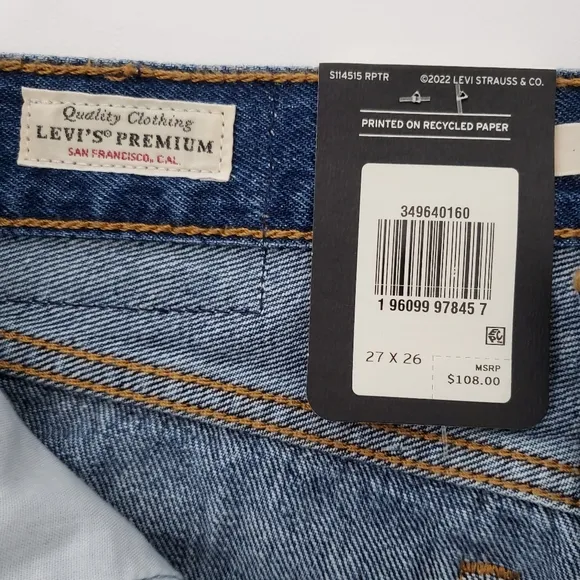 Quality Clothing
LEVI'S® PREMIUM
SAN FRANCISCO, CAL.
S114515 RPTR ©2022 LEVI STRAUSS & CO.
PRINTED ON RECYCLED PAPER
349640160
1 96099 97845 7
27 X 26
MSRP
$108.00